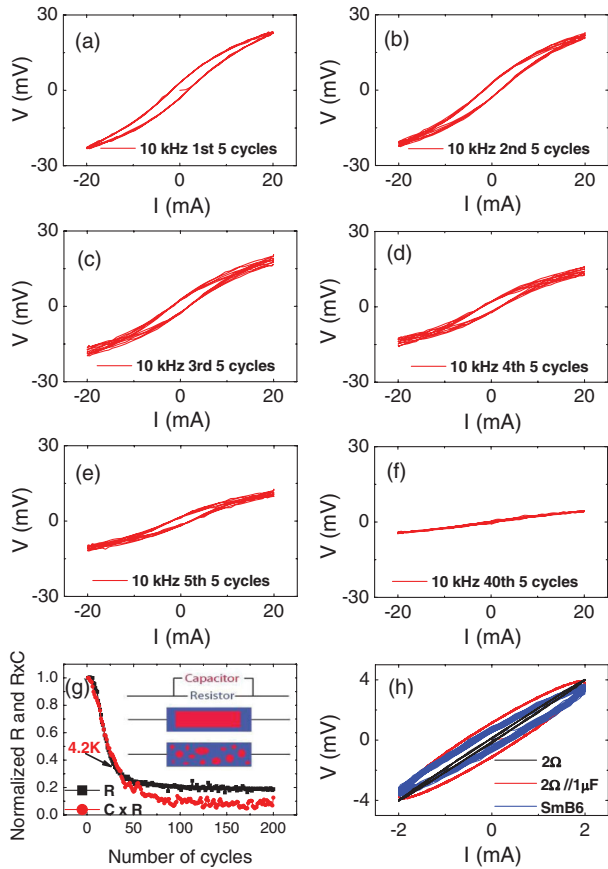 (a)
V (mV)
30
0
-30
10 kHz 1st 5 cycles
-20
0
20
I (mA)
(b)
V (mV)
30
0
-30
10 kHz 2nd 5 cycles
-20
0
20
I (mA)
(c)
V (mV)
30
0
-30
10 kHz 3rd 5 cycles
-20
0
20
I (mA)
(d)
V (mV)
30
0
-30
10 kHz 4th 5 cycles
-20
0
20
I (mA)
(e)
V (mV)
30
0
-30
10 kHz 5th 5 cycles
-20
0
20
I (mA)
(f)
V (mV)
30
0
-30
10 kHz 40th 5 cycles
-20
0
20
I (mA)
(g)
Normalized R and RxC
1.0
0.8
0.6
0.4
0.2
0.0
Capacitor
Resistor
4.2K
R
C x R
0
50
100
150
200
Number of cycles
(h)
V (mV)
4
0
-4
2Ω
2Ω //1μF
SmB6
-2
0
2
I (mA)